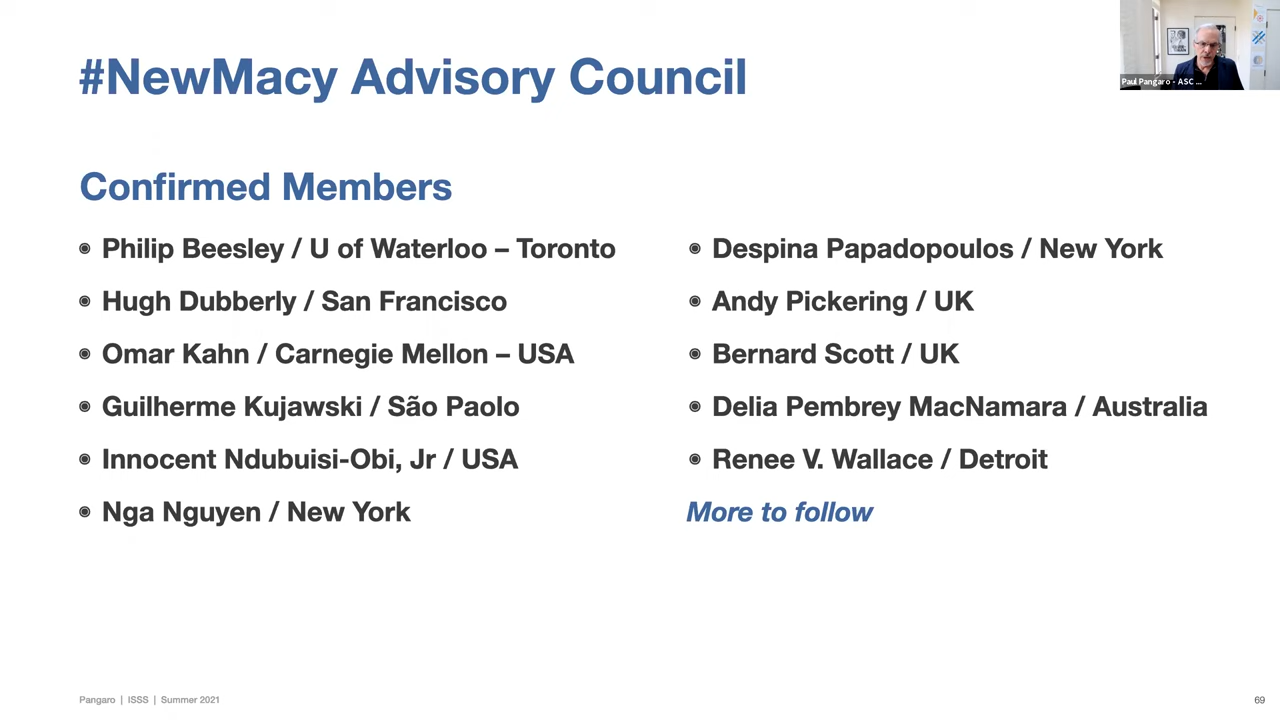 #NewMacy Advisory Council
Paul Pangaro - ASC ...
Confirmed Members
Philip Beesley / U of Waterloo – Toronto
Hugh Dubberly / San Francisco
Omar Kahn / Carnegie Mellon – USA
Guilherme Kujawski / São Paolo
Innocent Ndubuisi-Obi, Jr / USA
Nga Nguyen / New York
Despina Papadopoulos / New York
Andy Pickering / UK
Bernard Scott / UK
Delia Pembrey MacNamara / Australia
Renee V. Wallace / Detroit
More to follow
Pangaro | ISSS | Summer 2021
69